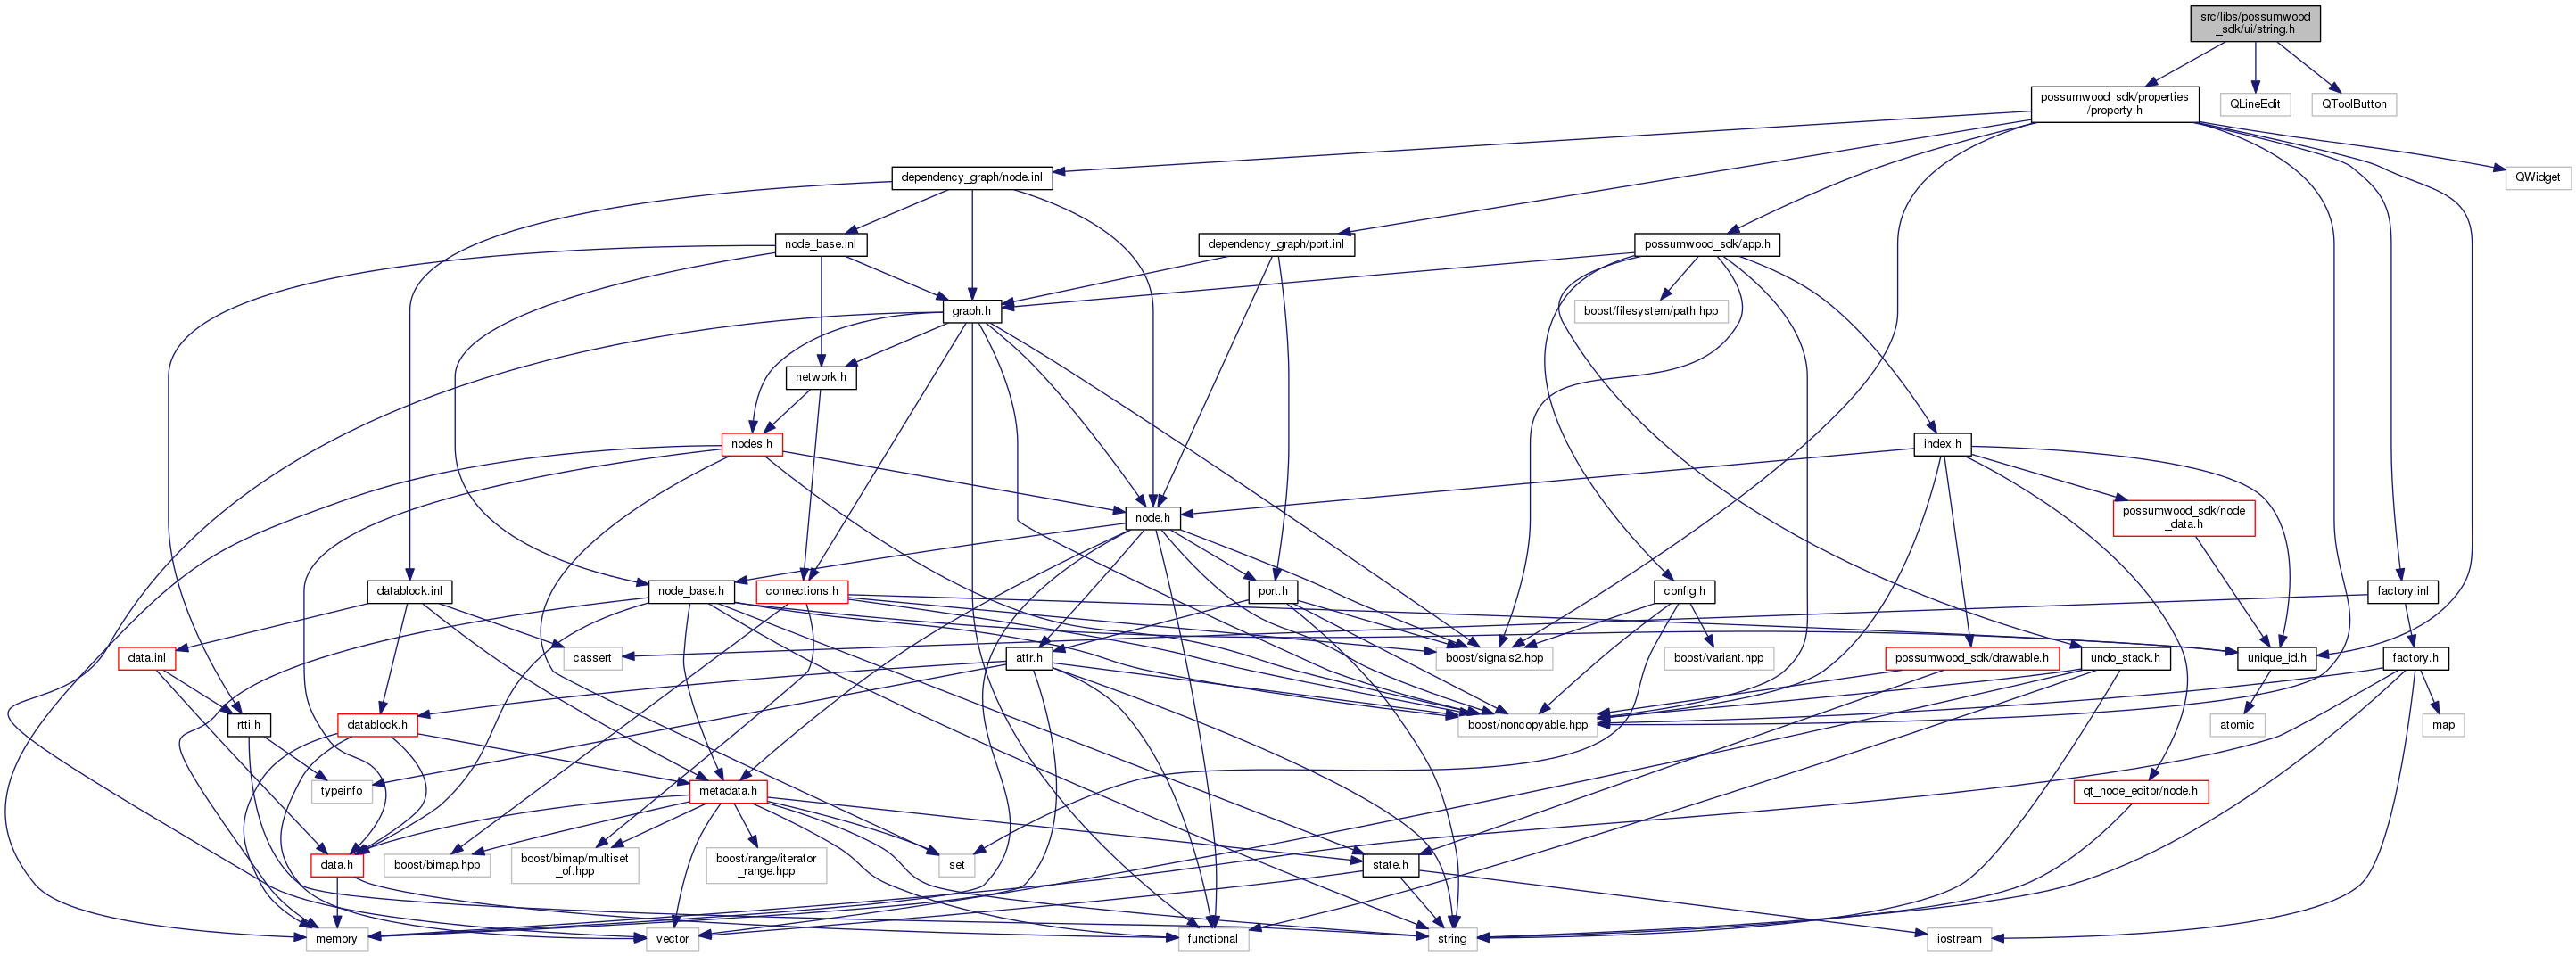 src/libs/possumwood
_sdk/ui/string.h
possumwood_sdk/properties
/property.h
QLineEdit
QToolButton
dependency_graph/node.inl
QWidget
node_base.inl
dependency_graph/port.inl
possumwood_sdk/app.h
graph.h
boost/filesystem/path.hpp
network.h
nodes.h
index.h
node.h
possumwood_sdk/node
_data.h
datablock.inl
node_base.h
connections.h
port.h
config.h
factory.inl
data.inl
cassert
attr.h
boost/signals2.hpp
boost/variant.hpp
possumwood_sdk/drawable.h
undo_stack.h
unique_id.h
factory.h
rtti.h
datablock.h
boost/noncopyable.hpp
atomic
map
typeinfo
metadata.h
qt_node_editor/node.h
data.h
boost/bimap.hpp
boost/bimap/multiset
_of.hpp
boost/range/iterator
_range.hpp
set
state.h
memory
vector
functional
string
iostream